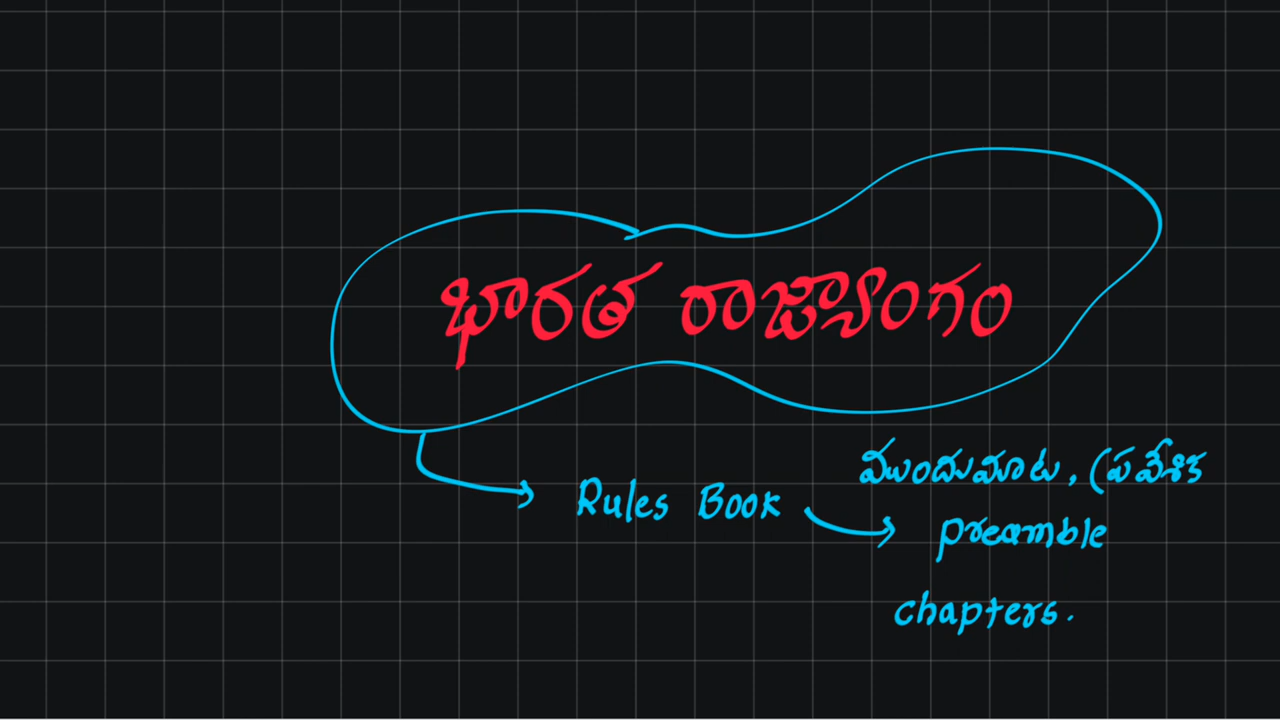 భారత రాజ్యాంగం
Rules Book
ముందుమాట, ప్రవేశిక
preamble
chapters.